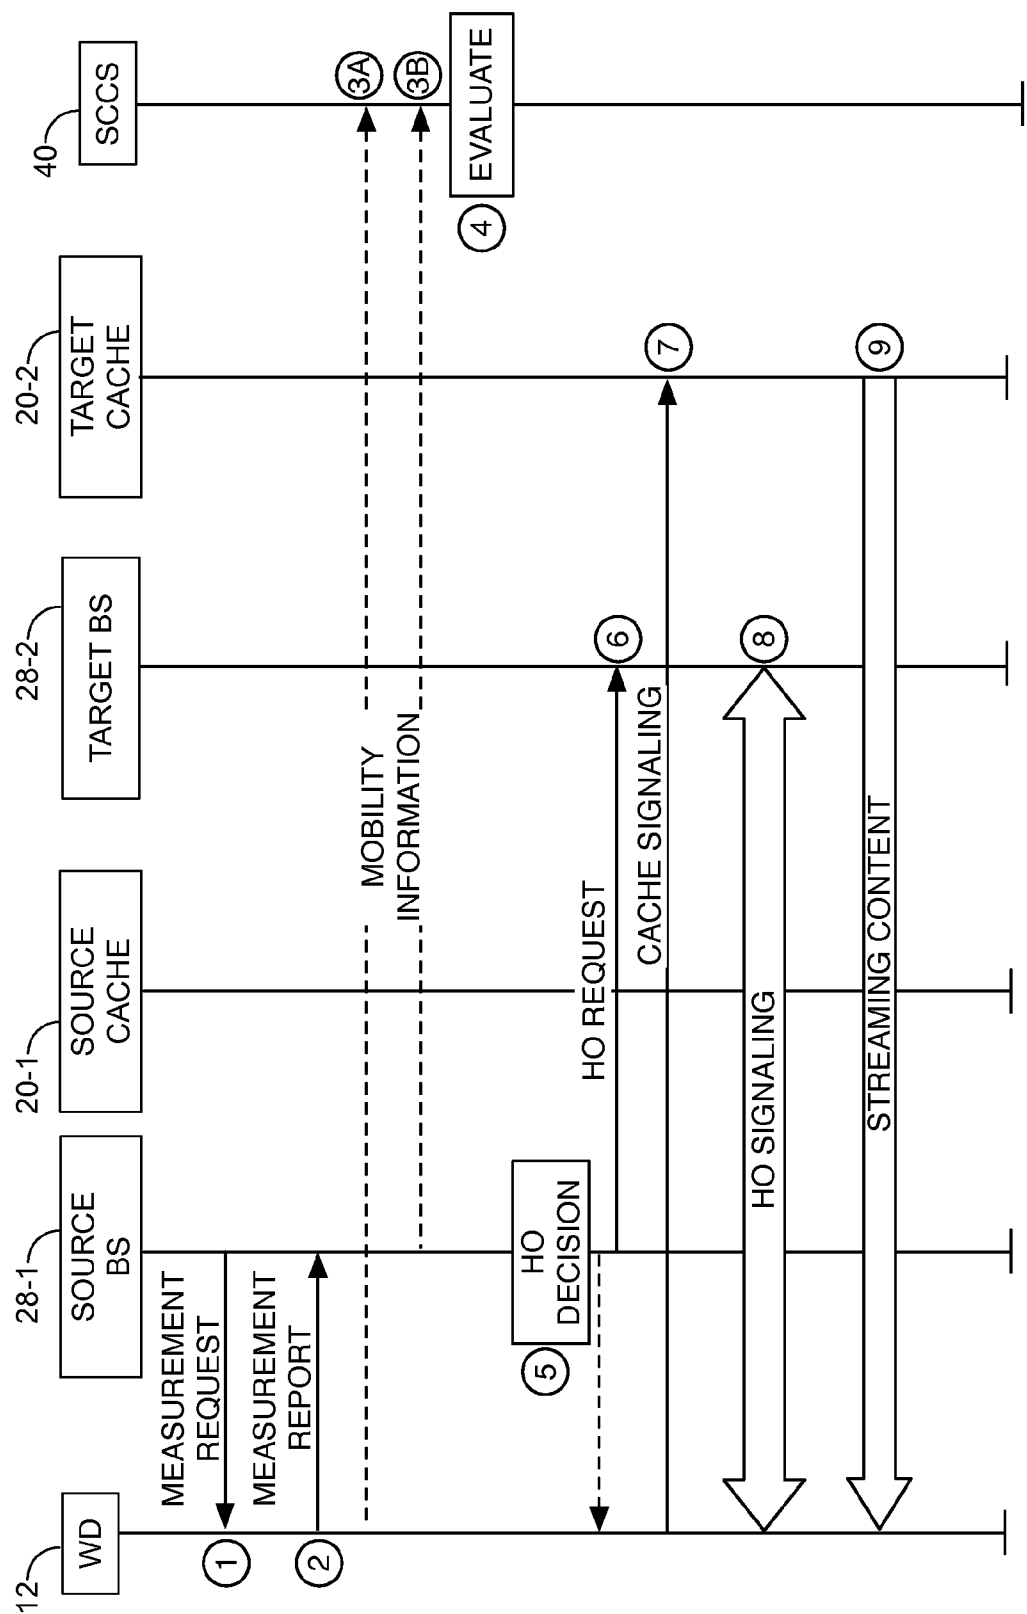 12
WD
28-1
SOURCE
BS
20-1
SOURCE
CACHE
28-2
TARGET BS
20-2
TARGET
CACHE
40
SCCS
1
MEASUREMENT
REQUEST
2
MEASUREMENT
REPORT
MOBILITY
INFORMATION
3A
3B
4
EVALUATE
5
HO
DECISION
HO REQUEST
6
CACHE SIGNALING
7
HO SIGNALING
8
STREAMING CONTENT
9